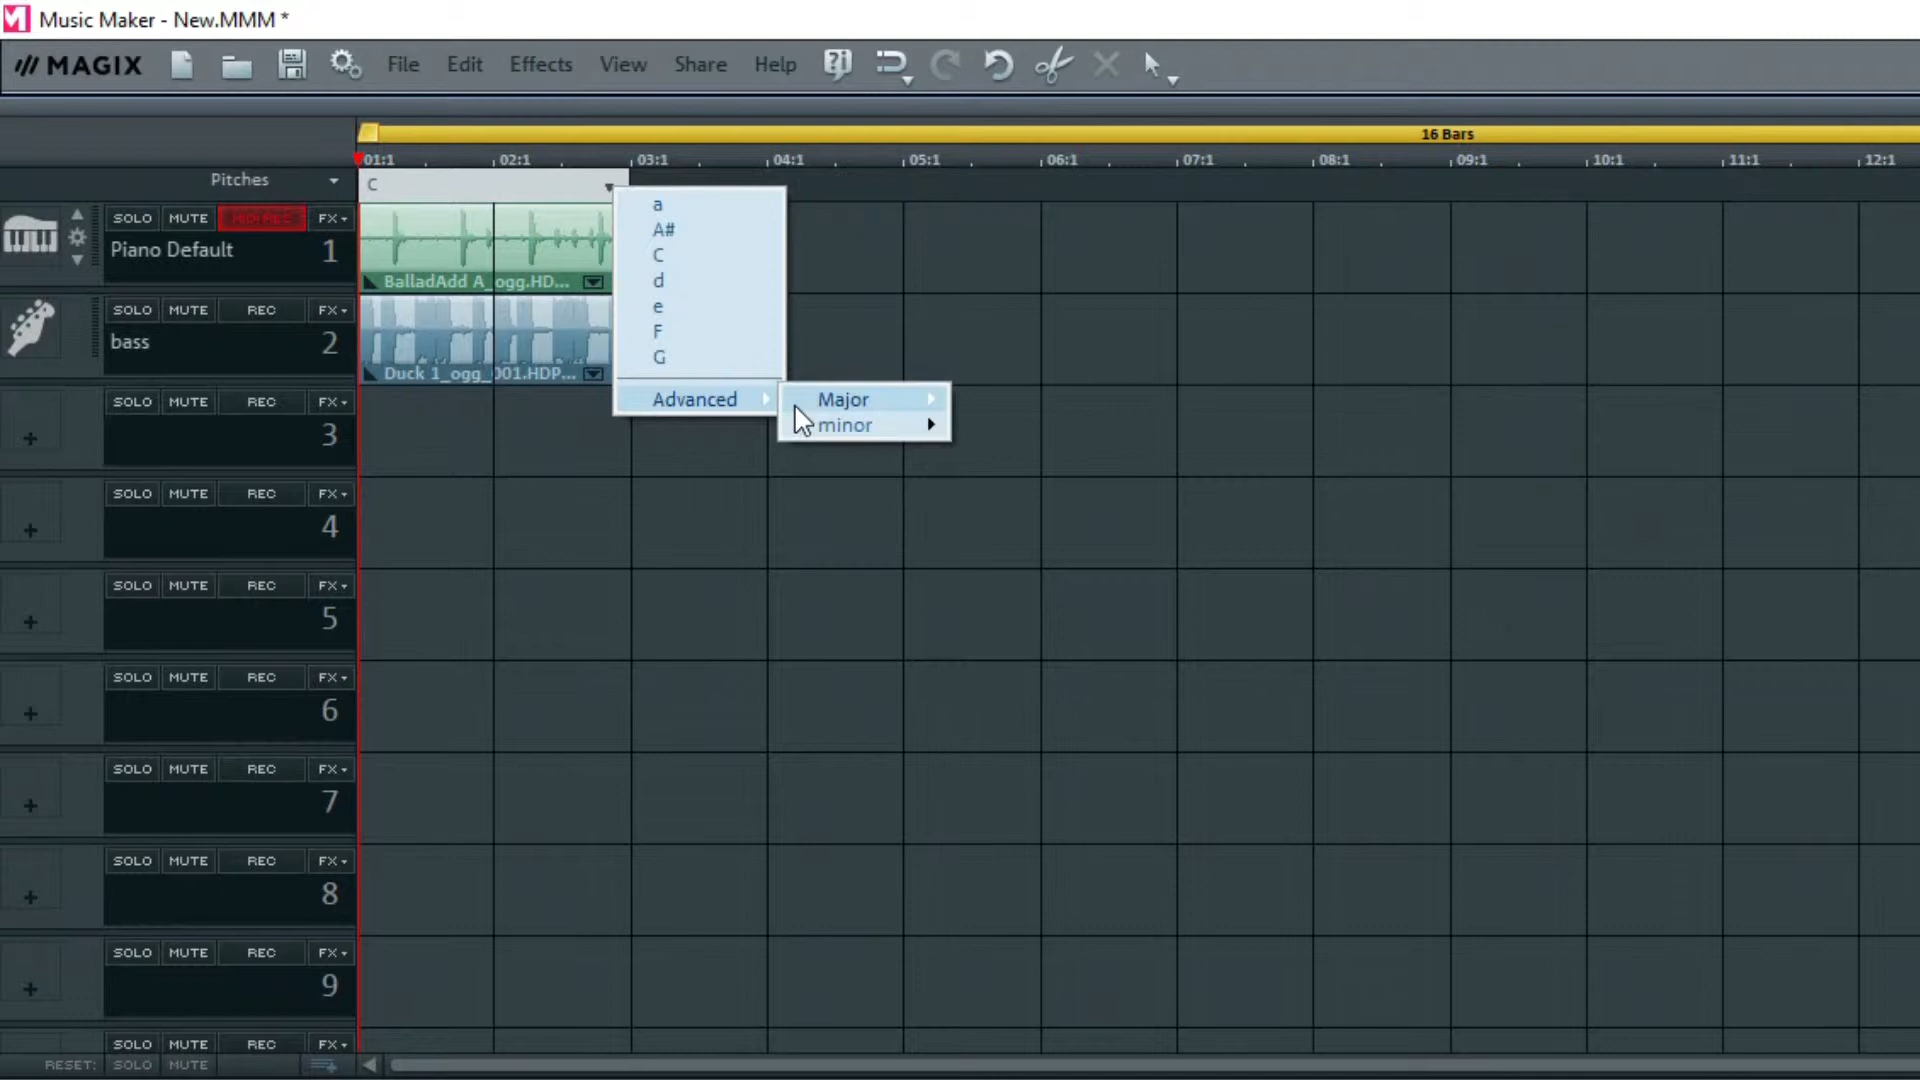 Music Maker - New.MMM *
MAGIX File Edit Effects View Share Help
16 Bars
01:1 02:1 03:1 04:1 05:1 06:1 07:1 08:1 09:1 10:1 11:1 12:1
Pitches
C
SOLO MUTE MIDI REC FX
Piano Default 1
BalladAdd A_ogg.HD...
SOLO MUTE REC FX
bass 2
Duck 1_ogg_001.HDP...
a
A#
C
d
e
F
G
Advanced
Major
minor
SOLO MUTE REC FX
3
SOLO MUTE REC FX
4
SOLO MUTE REC FX
5
SOLO MUTE REC FX
6
SOLO MUTE REC FX
7
SOLO MUTE REC FX
8
SOLO MUTE REC FX
9
SOLO MUTE REC FX
RESET: SOLO MUTE